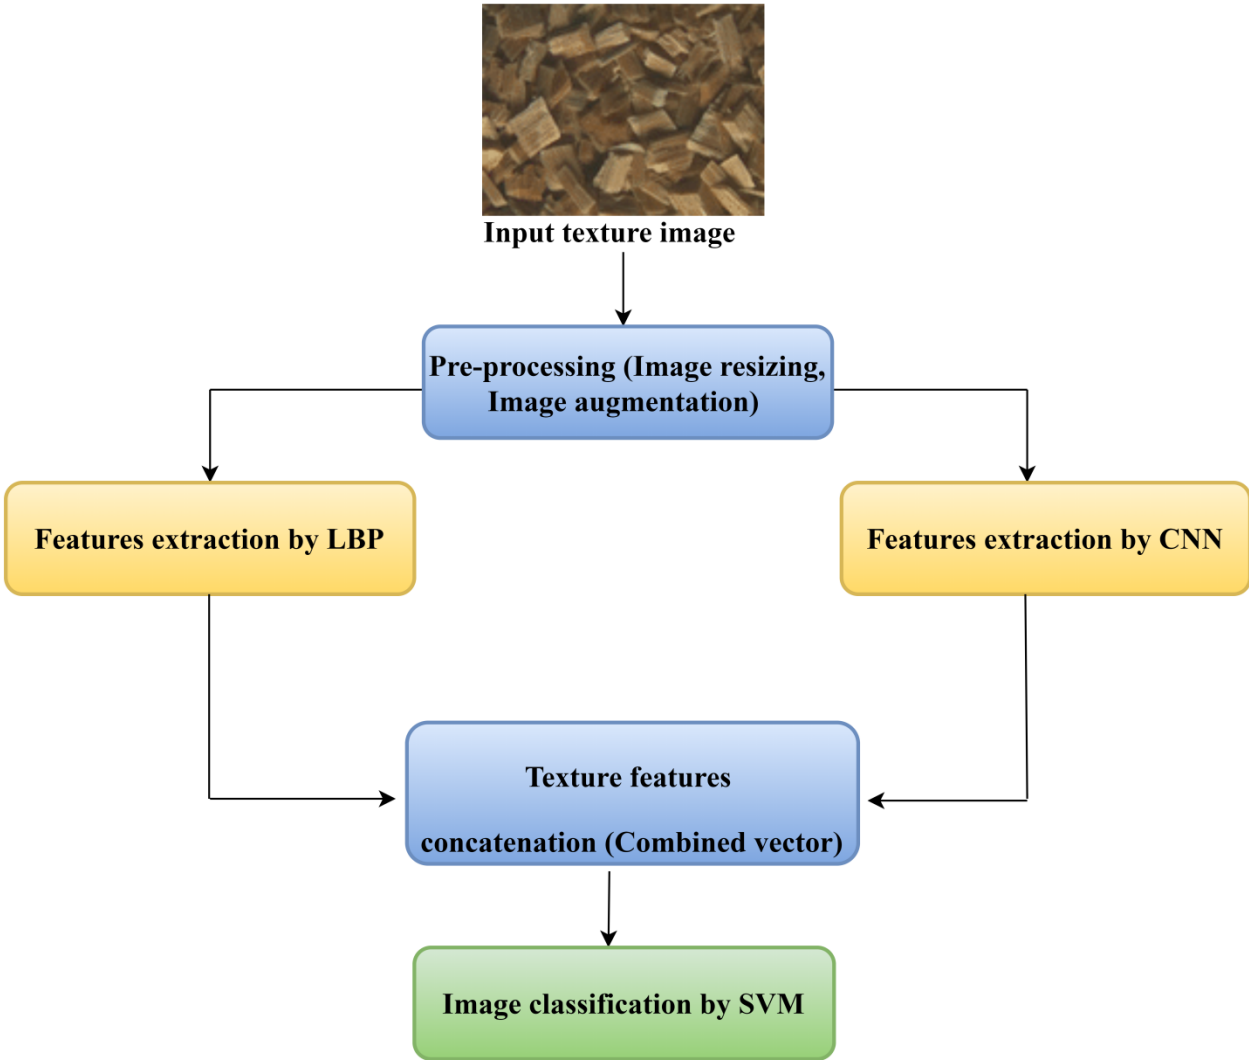 Input texture image
Pre-processing (Image resizing,
Image augmentation)
Features extraction by LBP
Features extraction by CNN
Texture features
concatenation (Combined vector)
Image classification by SVM